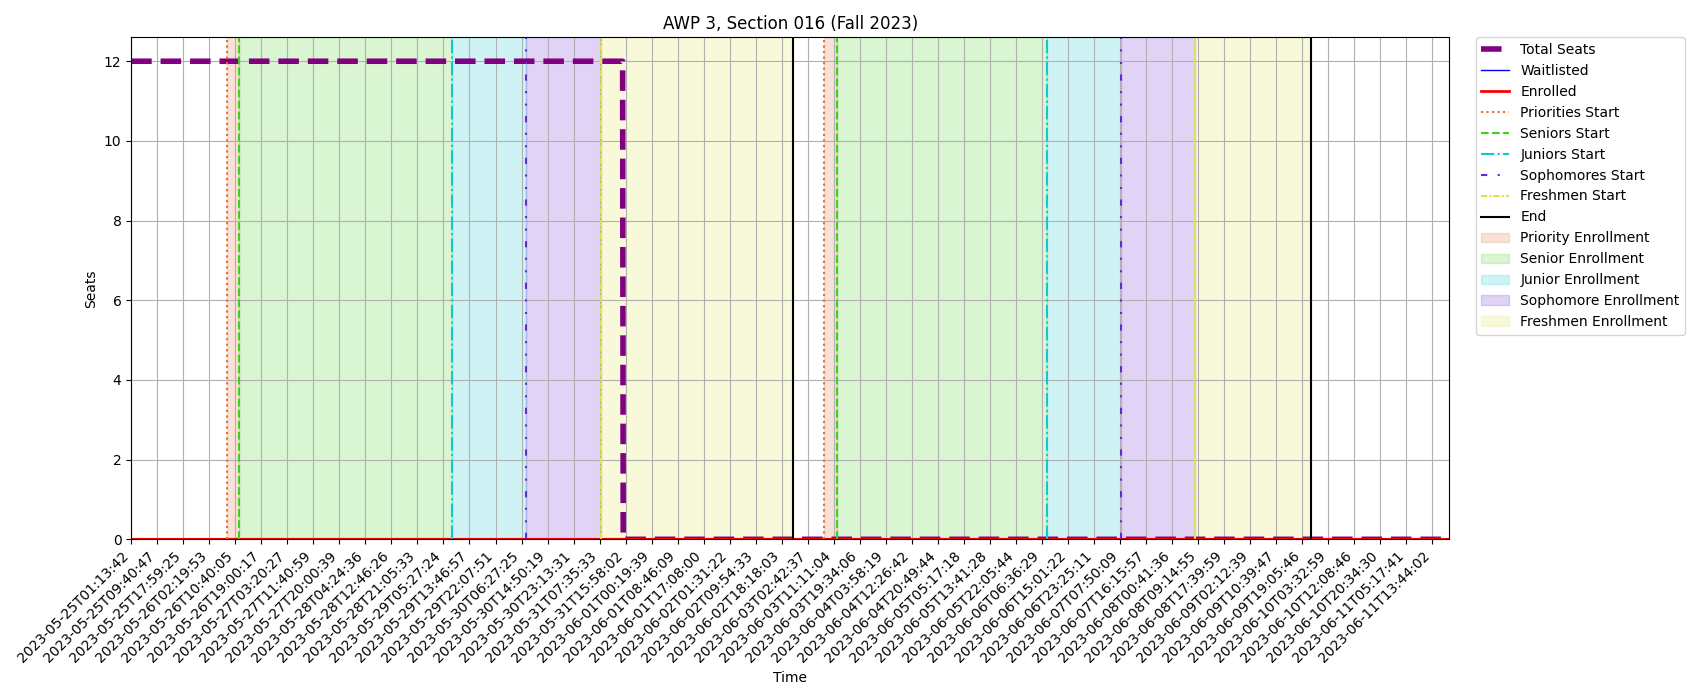 AWP 3, Section 016 (Fall 2023)
Seats
12
10
8
6
4
2
0
2023-05-25T01:13:42
2023-05-25T09:40:47
2023-05-25T17:59:25
2023-05-26T02:19:53
2023-05-26T10:40:05
2023-05-26T19:00:17
2023-05-27T03:20:27
2023-05-27T11:40:59
2023-05-27T20:00:39
2023-05-28T04:24:36
2023-05-28T12:46:26
2023-05-28T21:05:33
2023-05-29T05:27:24
2023-05-29T13:46:57
2023-05-29T22:07:51
2023-05-30T06:27:25
2023-05-30T14:50:19
2023-05-30T23:13:31
2023-05-31T07:35:33
2023-05-31T15:58:02
2023-06-01T00:19:39
2023-06-01T08:46:09
2023-06-01T17:08:00
2023-06-02T01:31:22
2023-06-02T09:54:33
2023-06-02T18:18:03
2023-06-03T02:42:37
2023-06-03T11:11:04
2023-06-03T19:34:06
2023-06-04T03:58:19
2023-06-04T12:26:42
2023-06-04T20:49:44
2023-06-05T05:17:18
2023-06-05T13:41:28
2023-06-05T22:05:44
2023-06-06T06:36:29
2023-06-06T15:01:22
2023-06-06T23:25:11
2023-06-07T07:50:09
2023-06-07T16:15:57
2023-06-08T00:41:36
2023-06-08T09:14:55
2023-06-08T17:39:59
2023-06-09T02:12:39
2023-06-09T10:39:47
2023-06-09T19:05:46
2023-06-10T03:32:59
2023-06-10T12:08:46
2023-06-10T20:34:30
2023-06-11T05:17:41
2023-06-11T13:44:02
Time
Total Seats
Waitlisted
Enrolled
Priorities Start
Seniors Start
Juniors Start
Sophomores Start
Freshmen Start
End
Priority Enrollment
Senior Enrollment
Junior Enrollment
Sophomore Enrollment
Freshmen Enrollment